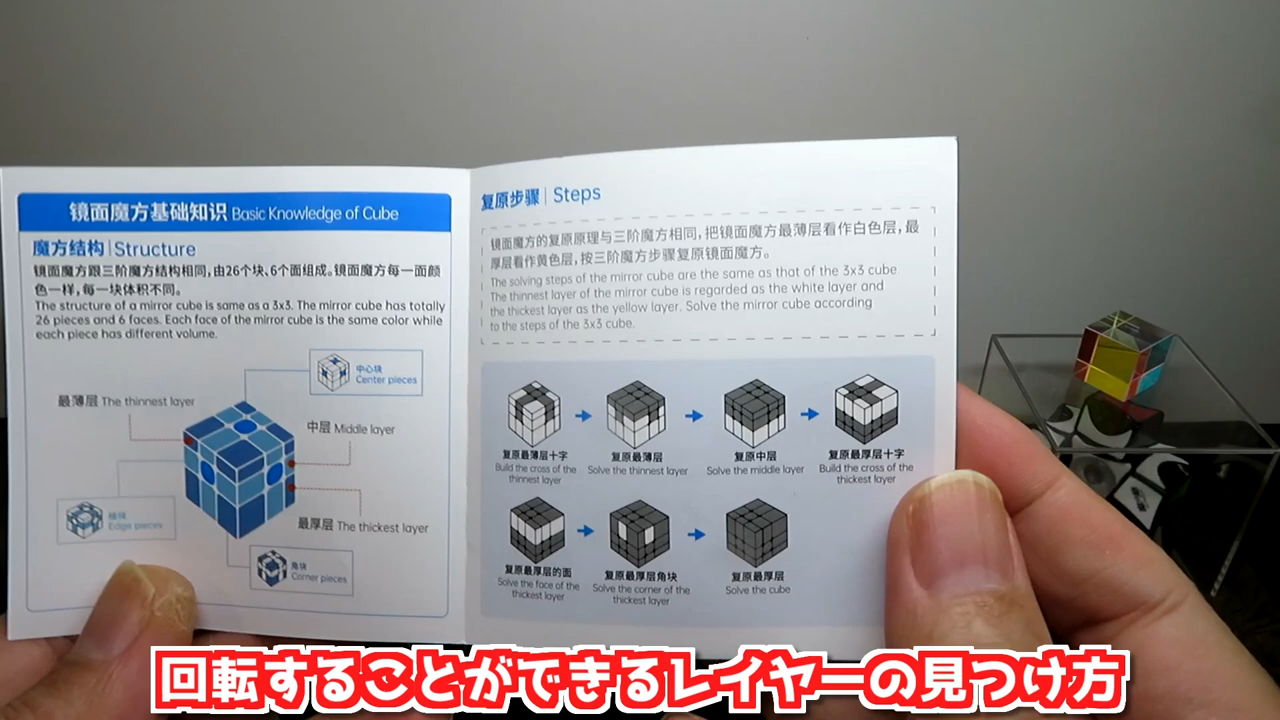 镜面魔方基础知识 Basic Knowledge of Cube
魔方结构 | Structure
镜面魔方跟三阶魔方结构相同,由26个块、6个面组成。镜面魔方每一面颜
色一样,每一块体积不同。
The structure of a mirror cube is same as a 3x3. The mirror cube has totally
26 pieces and 6 faces. Each face of the mirror cube is the same color while
each piece has different volume.
中心块
Center pieces
最薄层 The thinnest layer
中层 Middle layer
棱块
Edge pieces
最厚层 The thickest layer
角块
Corner pieces
复原步骤 | Steps
镜面魔方的复原原理与三阶魔方相同,把镜面魔方最薄层看作白色层,最
厚层看作黄色层,按三阶魔方步骤复原镜面魔方。
The solving steps of the mirror cube are the same as that of the 3x3 cube.
The thinnest layer of the mirror cube is regarded as the white layer and
the thickest layer as the yellow layer. Solve the mirror cube according
to the steps of the 3x3 cube.
复原最薄层十字
Build the cross of the
thinnest layer
复原最薄层
Solve the thinnest layer
复原中层
Solve the middle layer
复原最厚层十字
Build the cross of the
thickest layer
复原最厚层的面
Solve the face of the
thickest layer
复原最厚层角块
Solve the corner of the
thickest layer
复原最厚层
Solve the cube
回転することができるレイヤーの見つけ方